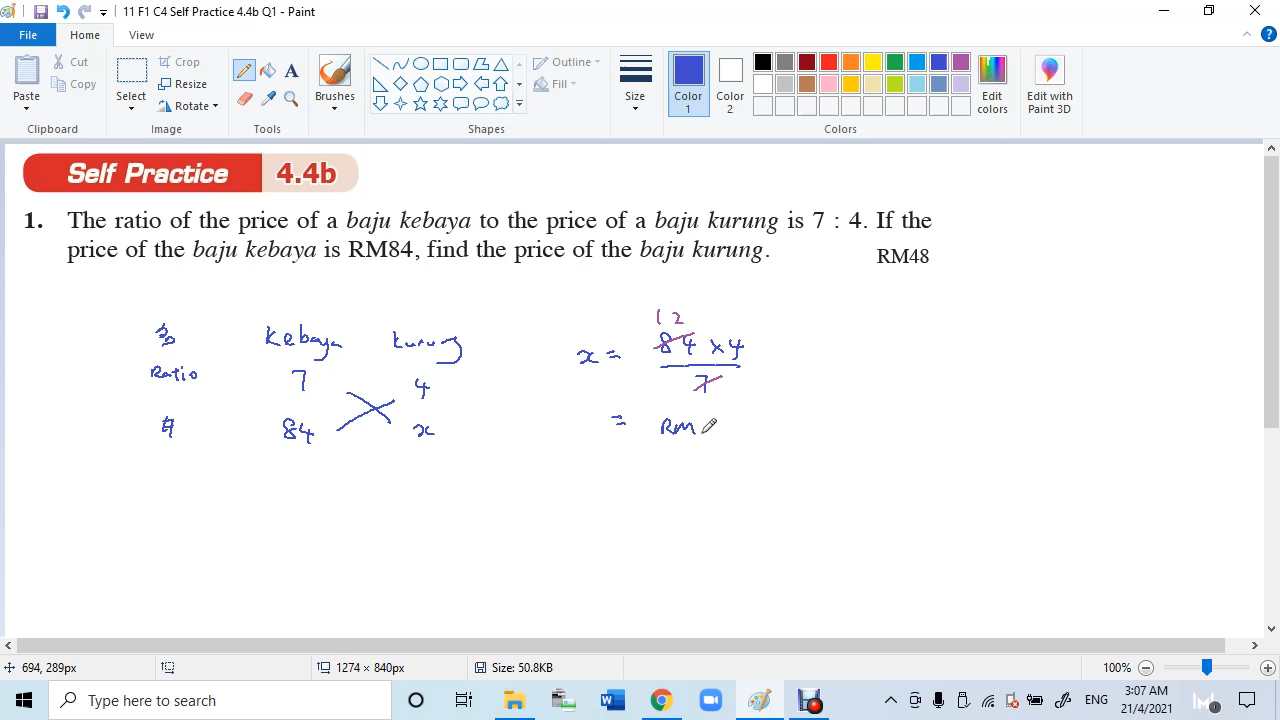 11 F1 C4 Self Practice 4.4b Q1 - Paint
File Home View
Paste Cut Copy Clipboard
Select Crop Resize Rotate Image
A Tools
Brushes
Outline Fill Shapes
Size
Color 1 Color 2 Edit colors Colors
Edit with Paint 3D
Self Practice 4.4b
1. The ratio of the price of a baju kebaya to the price of a baju kurung is 7 : 4. If the
price of the baju kebaya is RM84, find the price of the baju kurung.
RM48
Kebaya Kurung
Ratio 7 4
# 84 x
12
x = 84 × 4
7
= RM
694, 289px 1274 × 840px Size: 50.8KB 100%
Type here to search
ENG
3:07 AM
21/4/2021